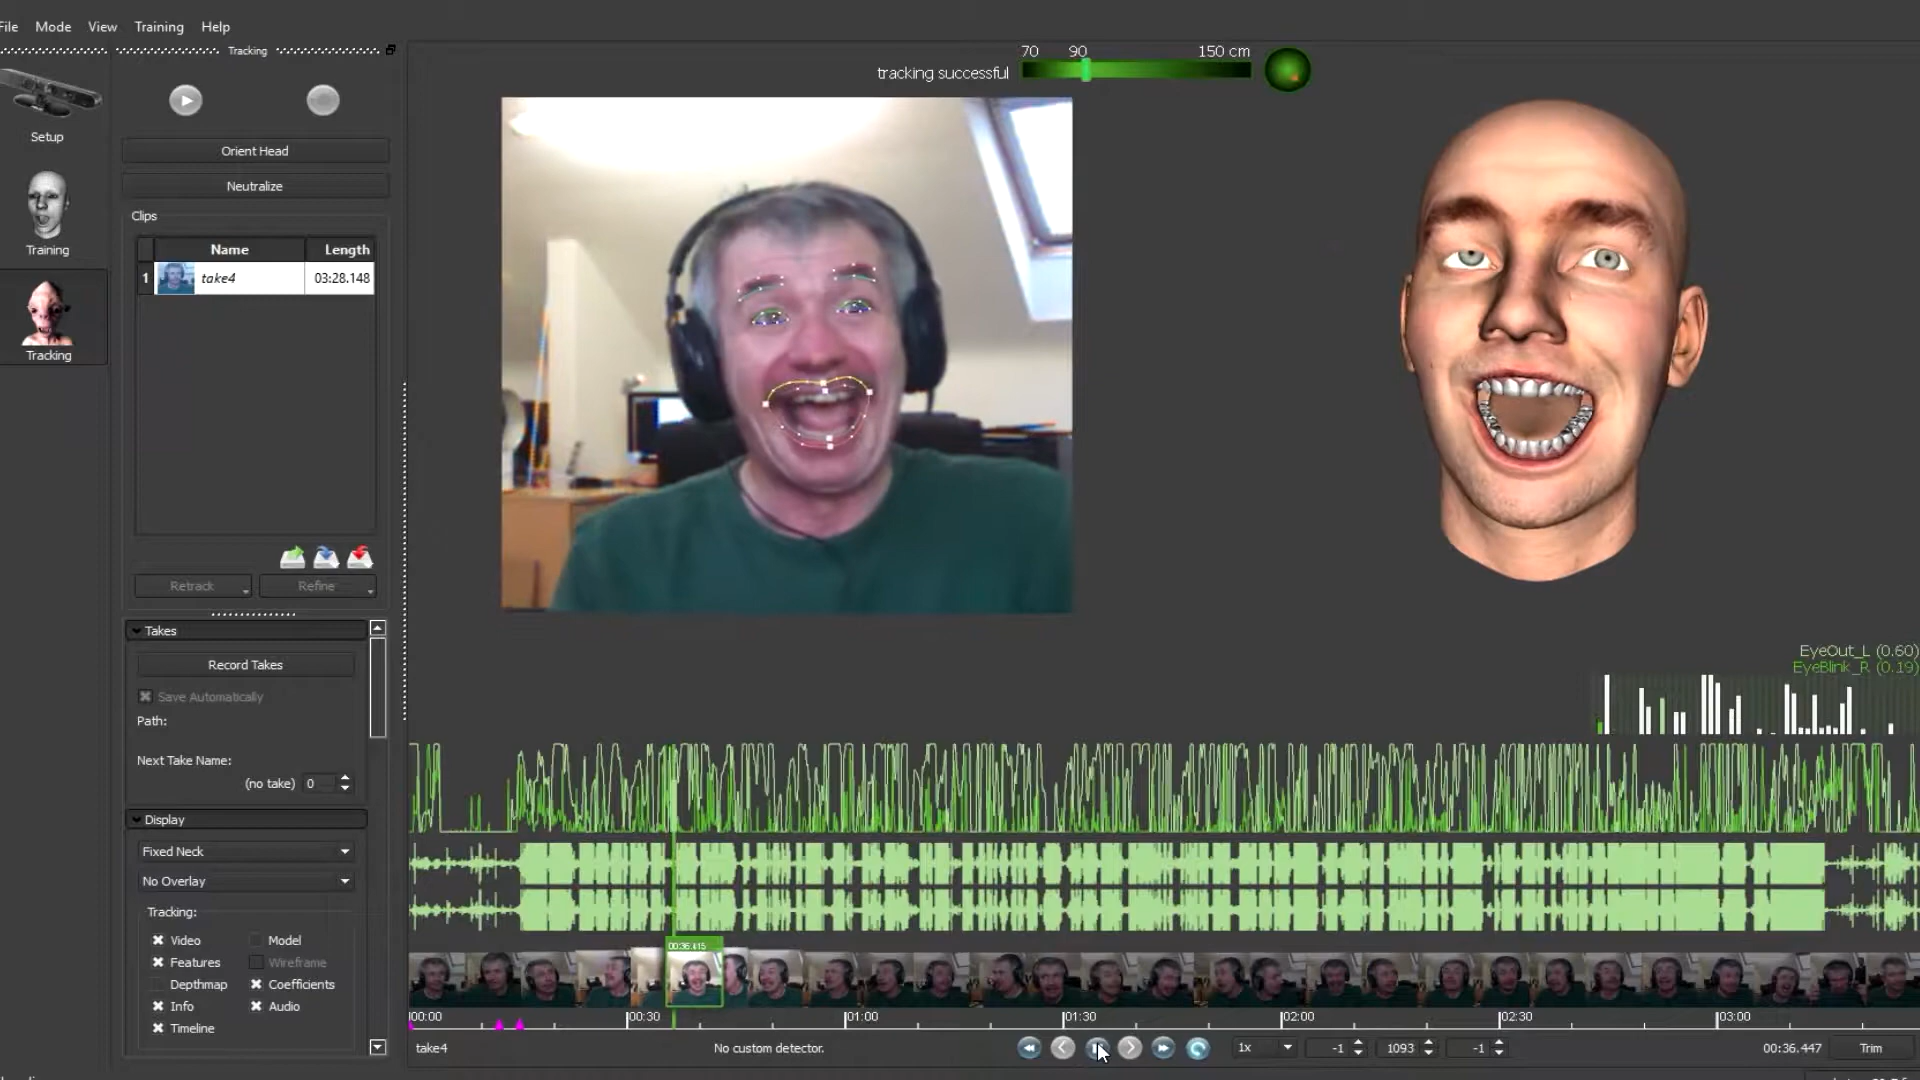 File Mode View Training Help
Tracking
Setup
Training
Tracking
Orient Head
Neutralize
Clips
Name Length
1 take4 03:28.148
Retrack Refine
Takes
Record Takes
Save Automatically
Path:
Next Take Name:
(no take) 0
Display
Fixed Neck
No Overlay
Tracking:
Video Model
Features Wireframe
Depthmap Coefficients
Info Audio
Timeline
70 90 150 cm
tracking successful
EyeOut_L (0.60)
EyeBlink_R (0.19)
00:36.415
00:00 00:30 01:00 01:30 02:00 02:30 03:00
take4 No custom detector. 1x -1 1093 -1 00:36.447 Trim